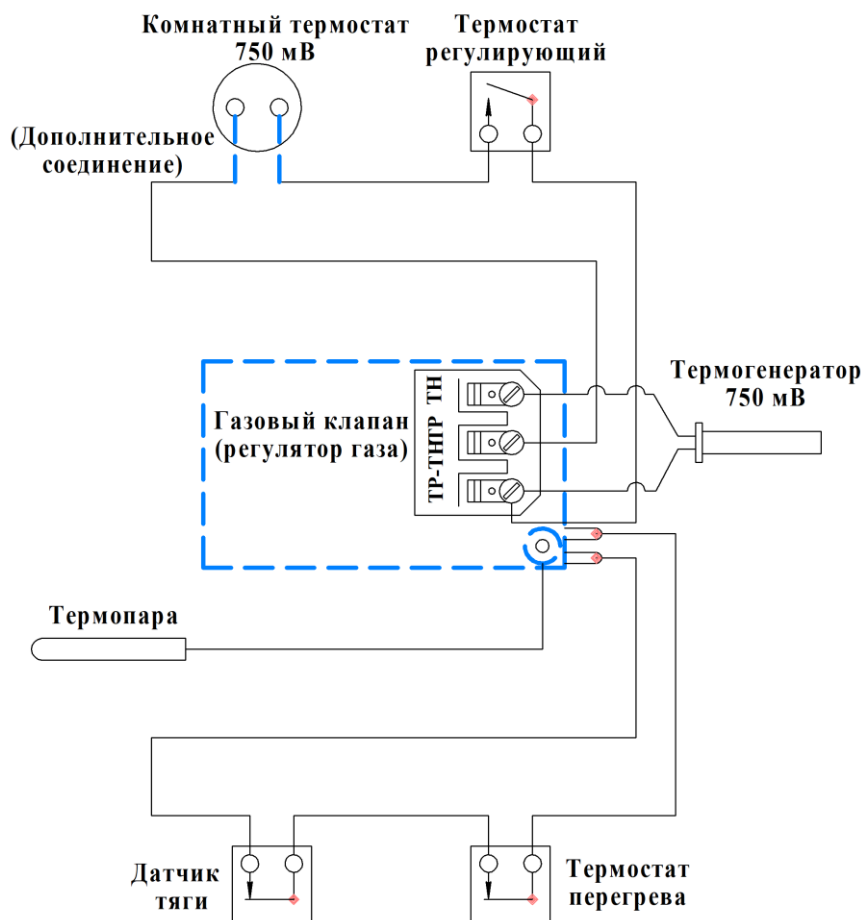 Комнатный термостат
750 мВ
Термостат
регулирующий
(Дополнительное
соединение)
Термогенератор
750 мВ
Газовый клапан
(регулятор газа)
ТН
ТР
ТР-ТН
Термопара
Датчик
тяги
Термостат
перегрева